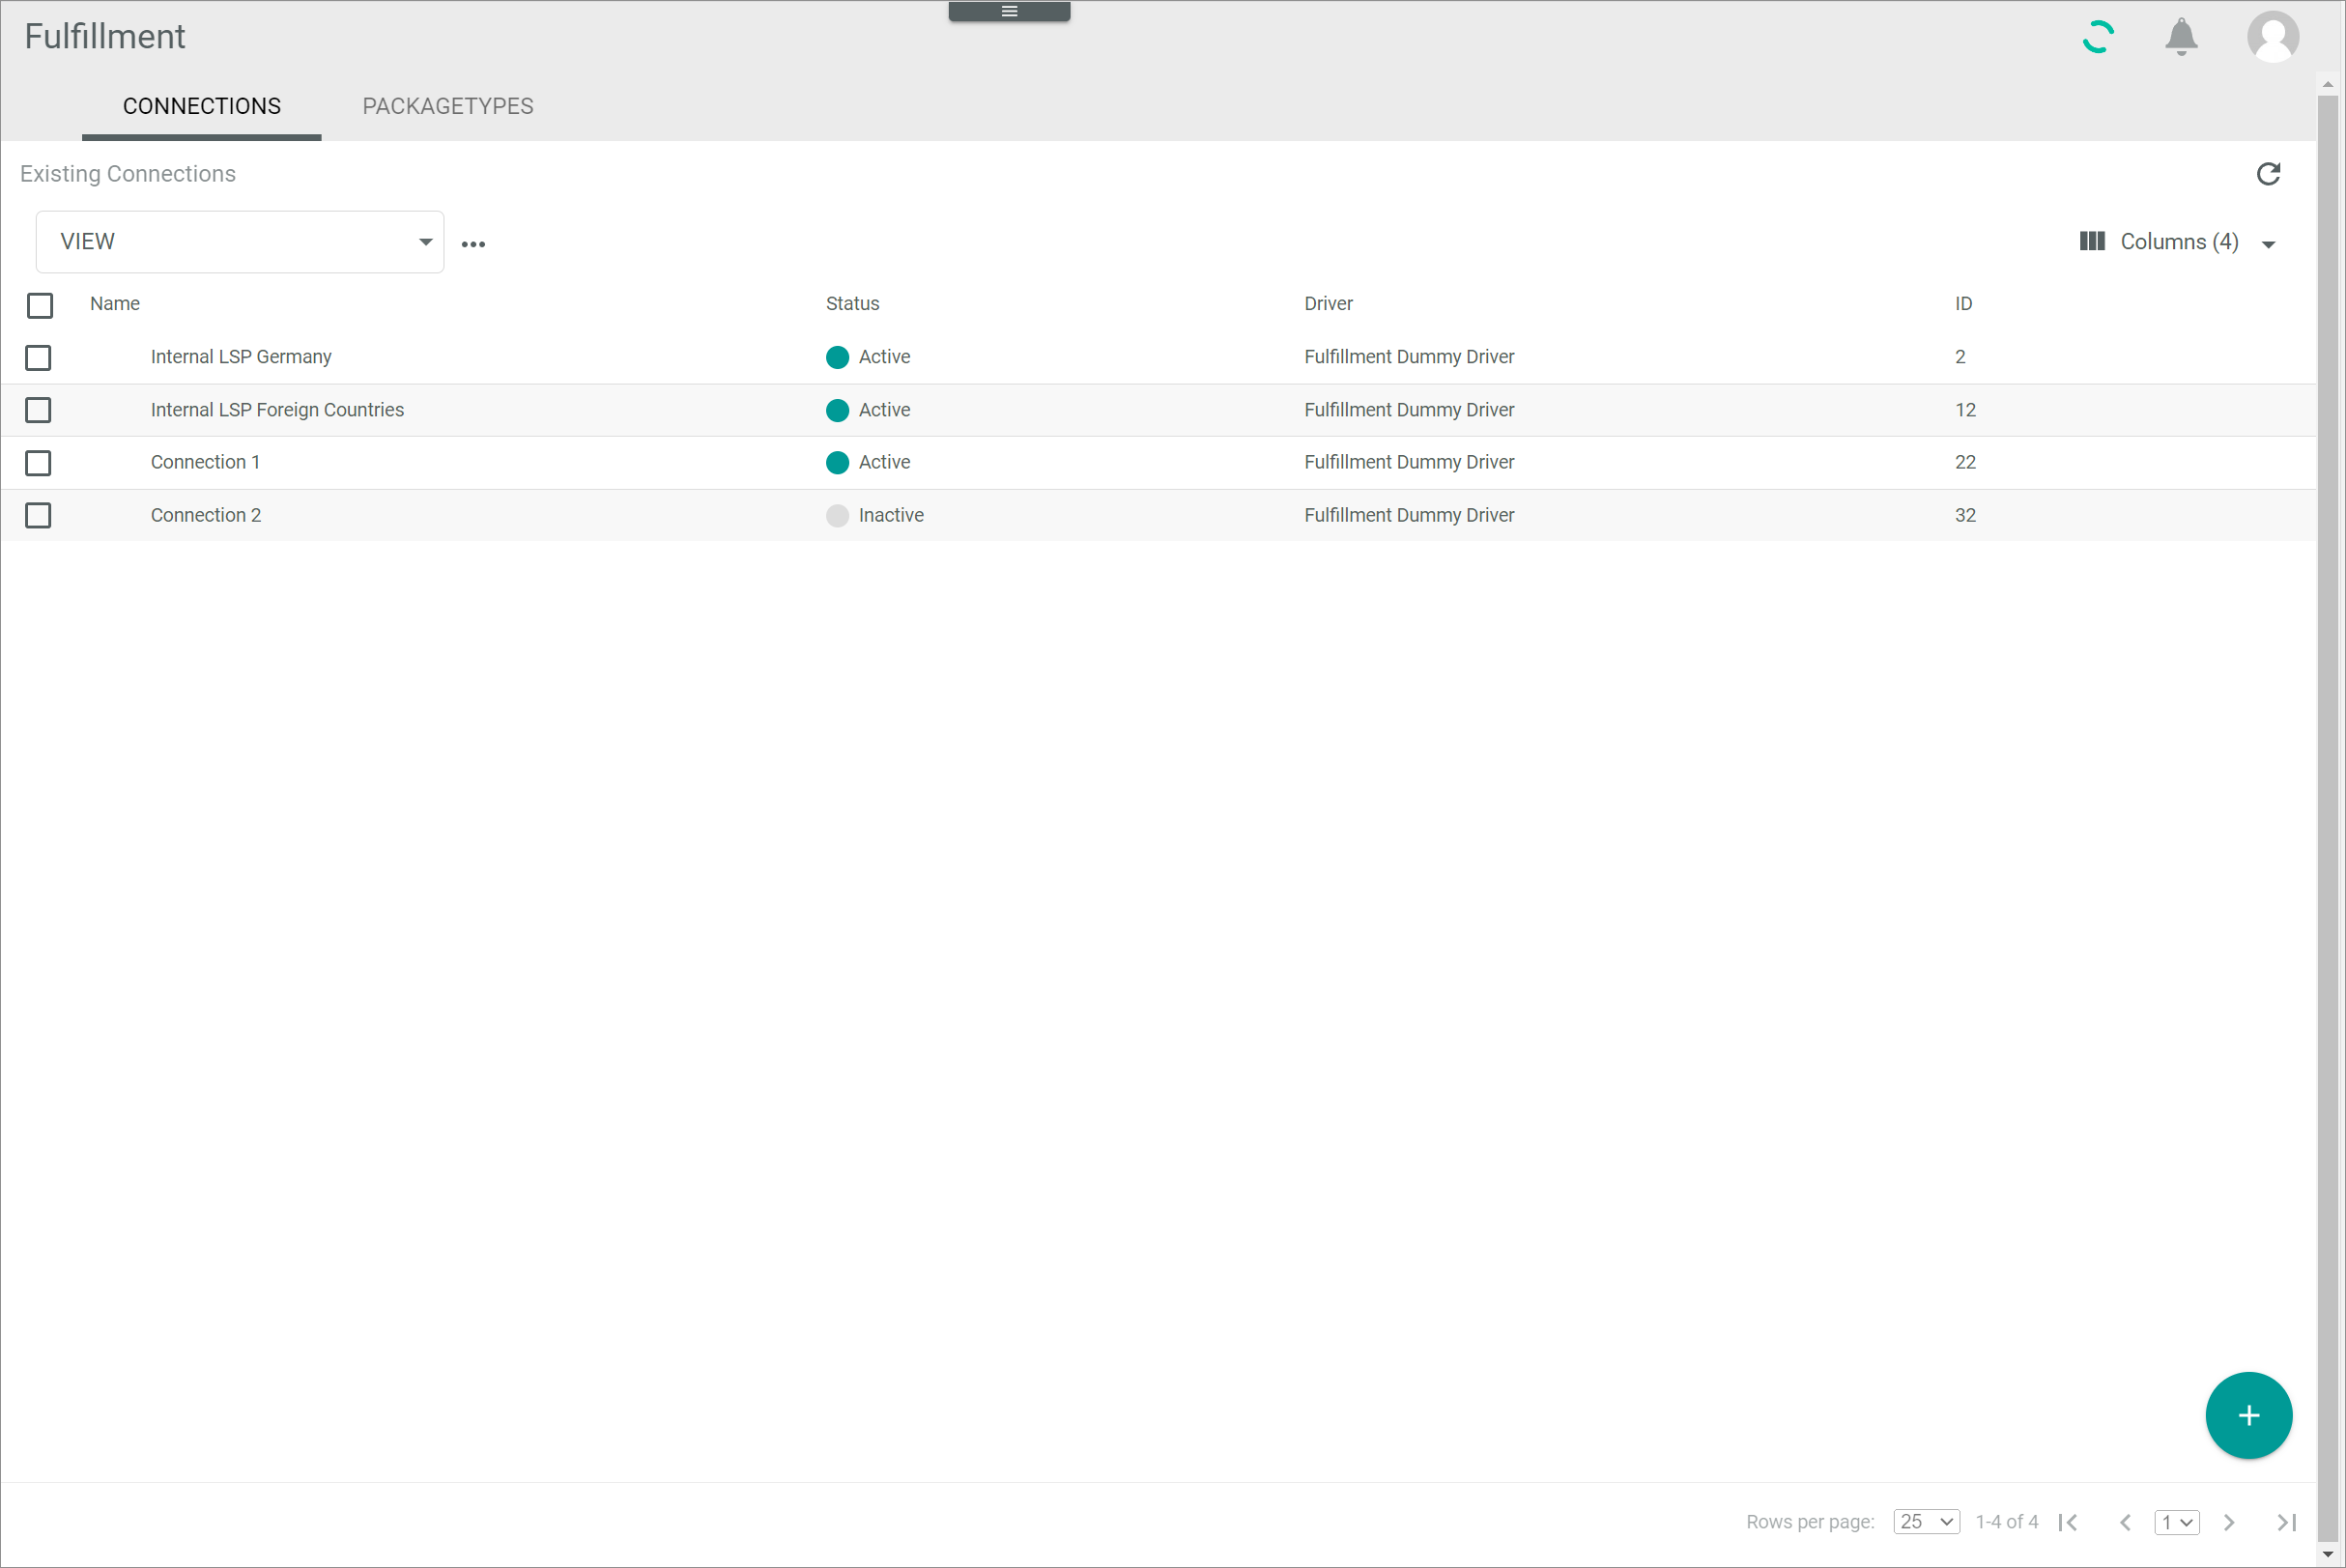 Fulfillment
CONNECTIONS PACKAGETYPES
Existing Connections
VIEW Columns (4)
Name Status Driver ID
Internal LSP Germany Active Fulfillment Dummy Driver 2
Internal LSP Foreign Countries Active Fulfillment Dummy Driver 12
Connection 1 Active Fulfillment Dummy Driver 22
Connection 2 Inactive Fulfillment Dummy Driver 32
Rows per page: 25 1-4 of 4 1